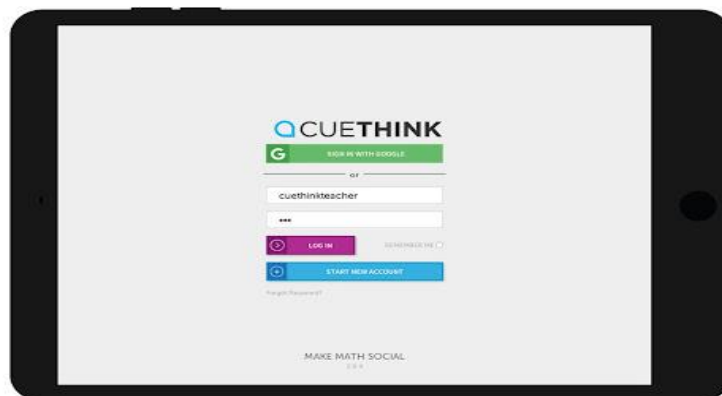 CUETHINK
G SIGN IN WITH GOOGLE
or
cuethinkteacher
•••
LOG IN REMEMBER ME
START NEW ACCOUNT
Forgot Password?
MAKE MATH SOCIAL